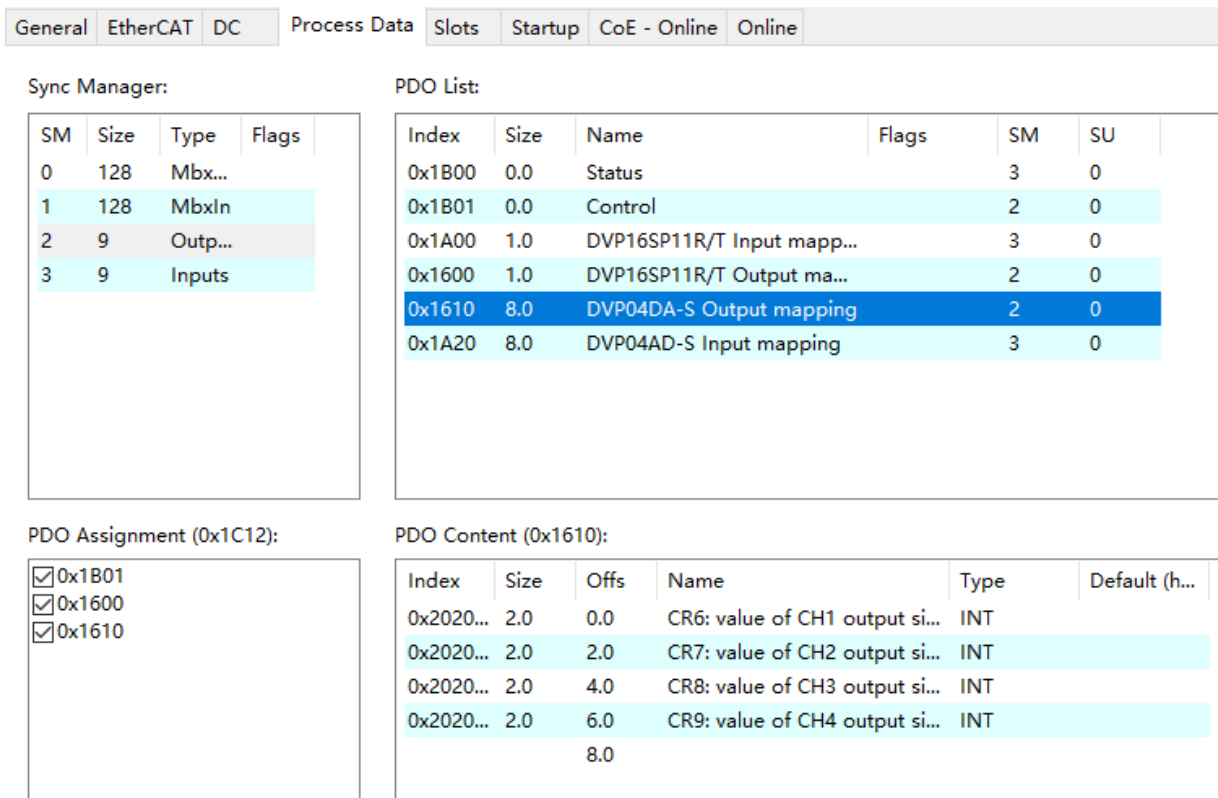 General EtherCAT DC Process Data Slots Startup CoE - Online Online
Sync Manager:
SM Size Type Flags
0 128 Mbx...
1 128 MbxIn
2 9 Outp...
3 9 Inputs
PDO List:
Index Size Name Flags SM SU
0x1B00 0.0 Status 3 0
0x1B01 0.0 Control 2 0
0x1A00 1.0 DVP16SP11R/T Input mapp... 3 0
0x1600 1.0 DVP16SP11R/T Output ma... 2 0
0x1610 8.0 DVP04DA-S Output mapping 2 0
0x1A20 8.0 DVP04AD-S Input mapping 3 0
PDO Assignment (0x1C12):
0x1B01
0x1600
0x1610
PDO Content (0x1610):
Index Size Offs Name Type Default (h...
0x2020... 2.0 0.0 CR6: value of CH1 output si... INT
0x2020... 2.0 2.0 CR7: value of CH2 output si... INT
0x2020... 2.0 4.0 CR8: value of CH3 output si... INT
0x2020... 2.0 6.0 CR9: value of CH4 output si... INT
8.0